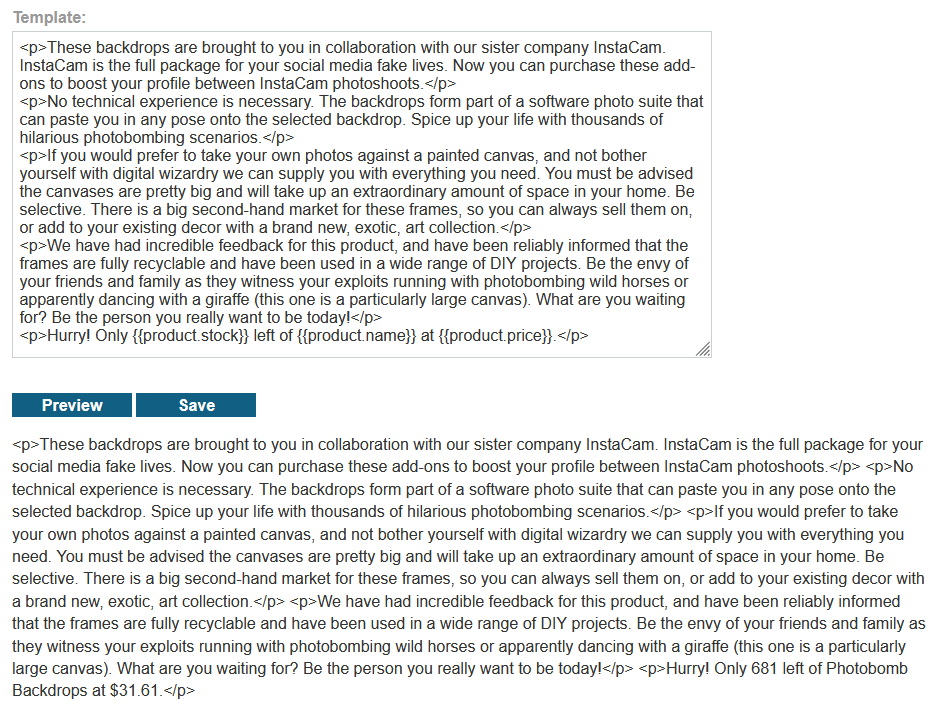 Template:
<p>These backdrops are brought to you in collaboration with our sister company InstaCam.
InstaCam is the full package for your social media fake lives. Now you can purchase these add-
ons to boost your profile between InstaCam photoshoots.</p>
<p>No technical experience is necessary. The backdrops form part of a software photo suite that
can paste you in any pose onto the selected backdrop. Spice up your life with thousands of
hilarious photobombing scenarios.</p>
<p>If you would prefer to take your own photos against a painted canvas, and not bother
yourself with digital wizardry we can supply you with everything you need. You must be advised
the canvases are pretty big and will take up an extraordinary amount of space in your home. Be
selective. There is a big second-hand market for these frames, so you can always sell them on,
or add to your existing decor with a brand new, exotic, art collection.</p>
<p>We have had incredible feedback for this product, and have been reliably informed that the
frames are fully recyclable and have been used in a wide range of DIY projects. Be the envy of
your friends and family as they witness your exploits running with photobombing wild horses or
apparently dancing with a giraffe (this one is a particularly large canvas). What are you waiting
for? Be the person you really want to be today!</p>
<p>Hurry! Only {{product.stock}} left of {{product.name}} at {{product.price}}.</p>
Preview Save
<p>These backdrops are brought to you in collaboration with our sister company InstaCam. InstaCam is the full package for your
social media fake lives. Now you can purchase these add-ons to boost your profile between InstaCam photoshoots.</p> <p>No
technical experience is necessary. The backdrops form part of a software photo suite that can paste you in any pose onto the
selected backdrop. Spice up your life with thousands of hilarious photobombing scenarios.</p> <p>If you would prefer to take
your own photos against a painted canvas, and not bother yourself with digital wizardry we can supply you with everything you
need. You must be advised the canvases are pretty big and will take up an extraordinary amount of space in your home. Be
selective. There is a big second-hand market for these frames, so you can always sell them on, or add to your existing decor with
a brand new, exotic, art collection.</p> <p>We have had incredible feedback for this product, and have been reliably informed
that the frames are fully recyclable and have been used in a wide range of DIY projects. Be the envy of your friends and family as
they witness your exploits running with photobombing wild horses or apparently dancing with a giraffe (this one is a particularly
large canvas). What are you waiting for? Be the person you really want to be today!</p> <p>Hurry! Only 681 left of Photobomb
Backdrops at $31.61.</p>